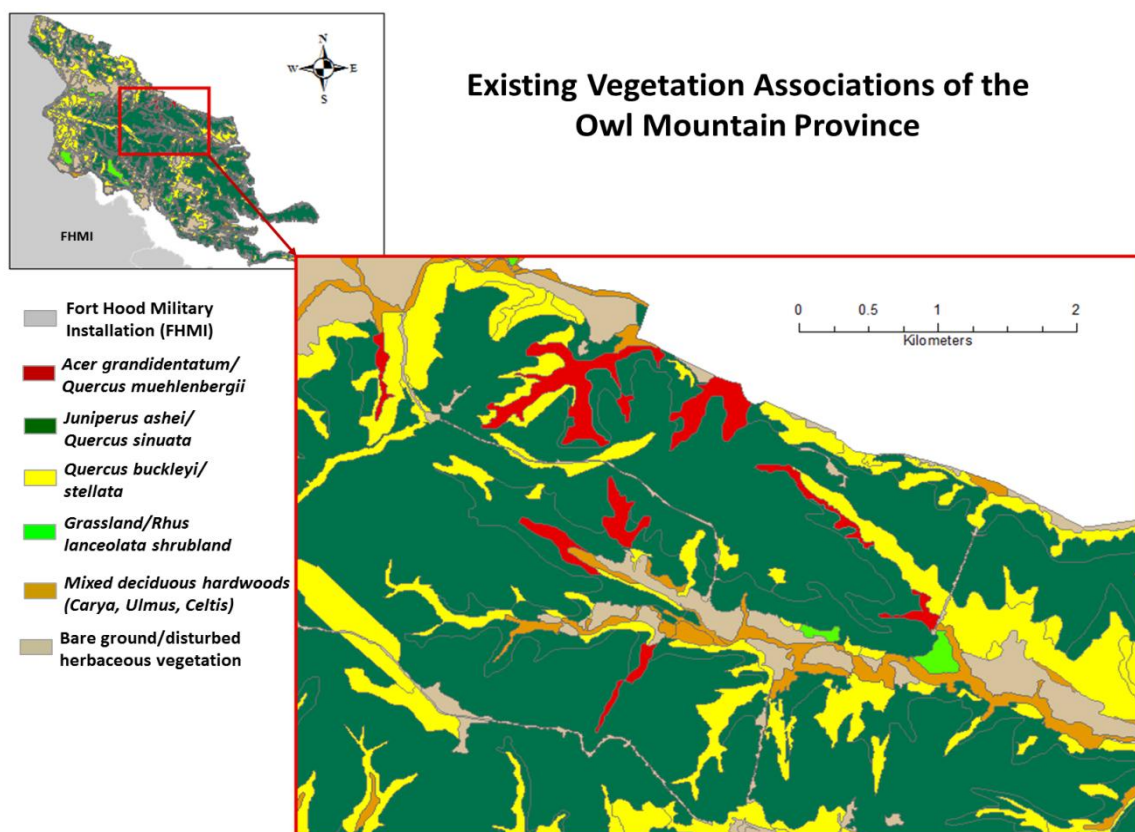 Existing Vegetation Associations of the
Owl Mountain Province
N
W E
S
FHMI
Fort Hood Military
Installation (FHMI)
Acer grandidentatum/
Quercus muehlenbergii
Juniperus ashei/
Quercus sinuata
Quercus buckleyi/
stellata
Grassland/Rhus
lanceolata shrubland
Mixed deciduous hardwoods
(Carya, Ulmus, Celtis)
Bare ground/disturbed
herbaceous vegetation
0 0.5 1 2
Kilometers